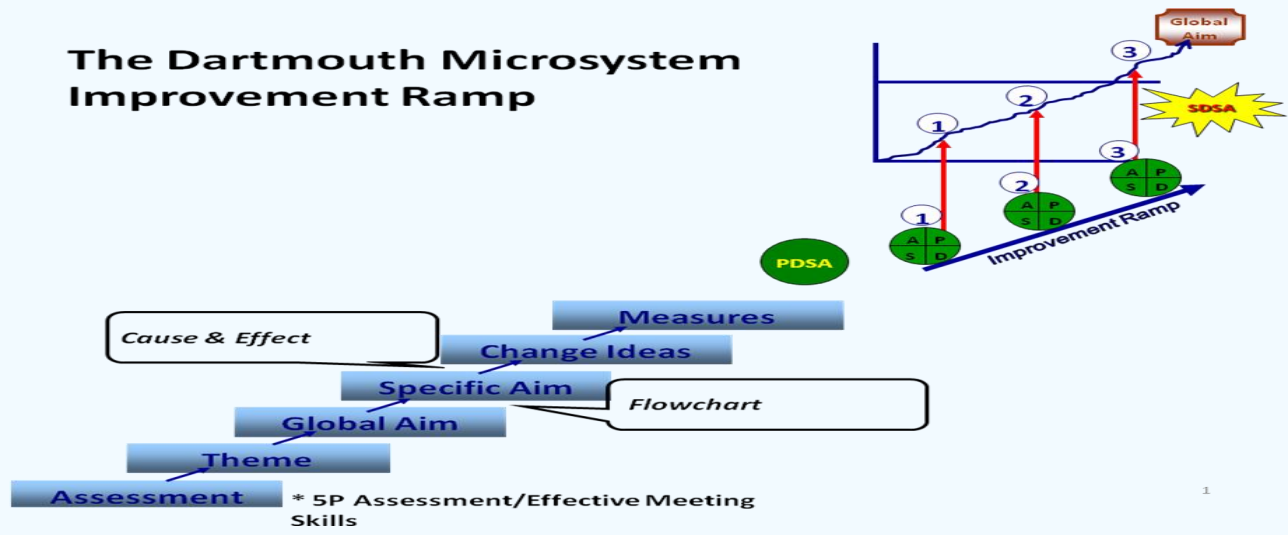 The Dartmouth Microsystem
Improvement Ramp
Global
Aim
3
2
1
SDSA
3
A P
S D
2
A P
S D
1
A P
S D
Improvement Ramp
PDSA
Measures
Cause & Effect
Change Ideas
Specific Aim
Flowchart
Global Aim
Theme
Assessment
* 5P Assessment/Effective Meeting
Skills
1